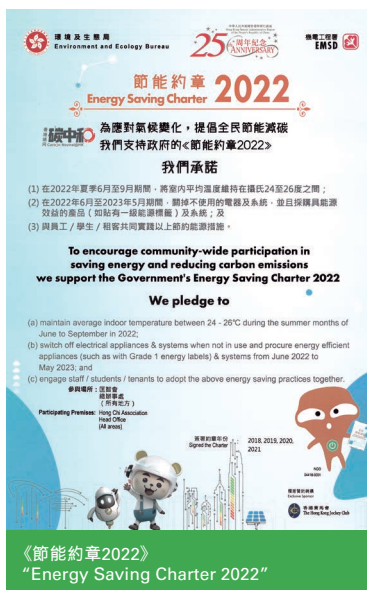 環境及生態局
Environment and Ecology Bureau
25周年紀念
ANNIVERSARY
機電工程署
EMSD
節能約章
Energy Saving Charter 2022
碳中和
為應對氣候變化，提倡全民節能減碳
我們支持政府的《節能約章2022》
我們承諾
(1) 在2022年夏季6月至9月期間，將室內平均溫度維持在攝氏24至26度之間；
(2) 在2022年6月至2023年5月期間，關掉不使用的電器及系統，並且採購具能源
效益的產品（如貼有一級能源標籤）及系統；及
(3) 與員工／學生／租客共同實踐以上節約能源措施。
To encourage community-wide participation in
saving energy and reducing carbon emissions
we support the Government's Energy Saving Charter 2022
We pledge to
(a) maintain average indoor temperature between 24 - 26°C during the summer months of
June to September in 2022;
(b) switch off electrical appliances & systems when not in use and procure energy efficient
appliances (such as with Grade 1 energy labels) & systems from June 2022 to
May 2023; and
(c) engage staff / students / tenants to adopt the above energy saving practices together.
參與場所：匡智會
總辦事處
（所有地方）
Participating Premises: Hong Chi Association
Head Office
(All areas)
簽署約章年份
Signed the Charter
2018, 2019, 2020,
2021
香港賽馬會
The Hong Kong Jockey Club
《節能約章2022》
“Energy Saving Charter 2022”